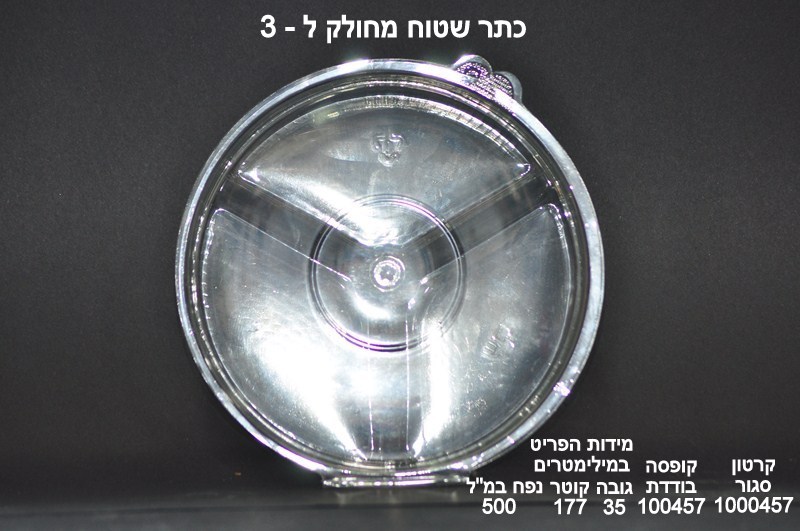 כתר שטוח מחולק ל - 3
מידות הפריט
קרטון קופסה במילימטרים
סגור בודדת גובה קוטר נפח במ"ל
1000457 100457 35 177 500